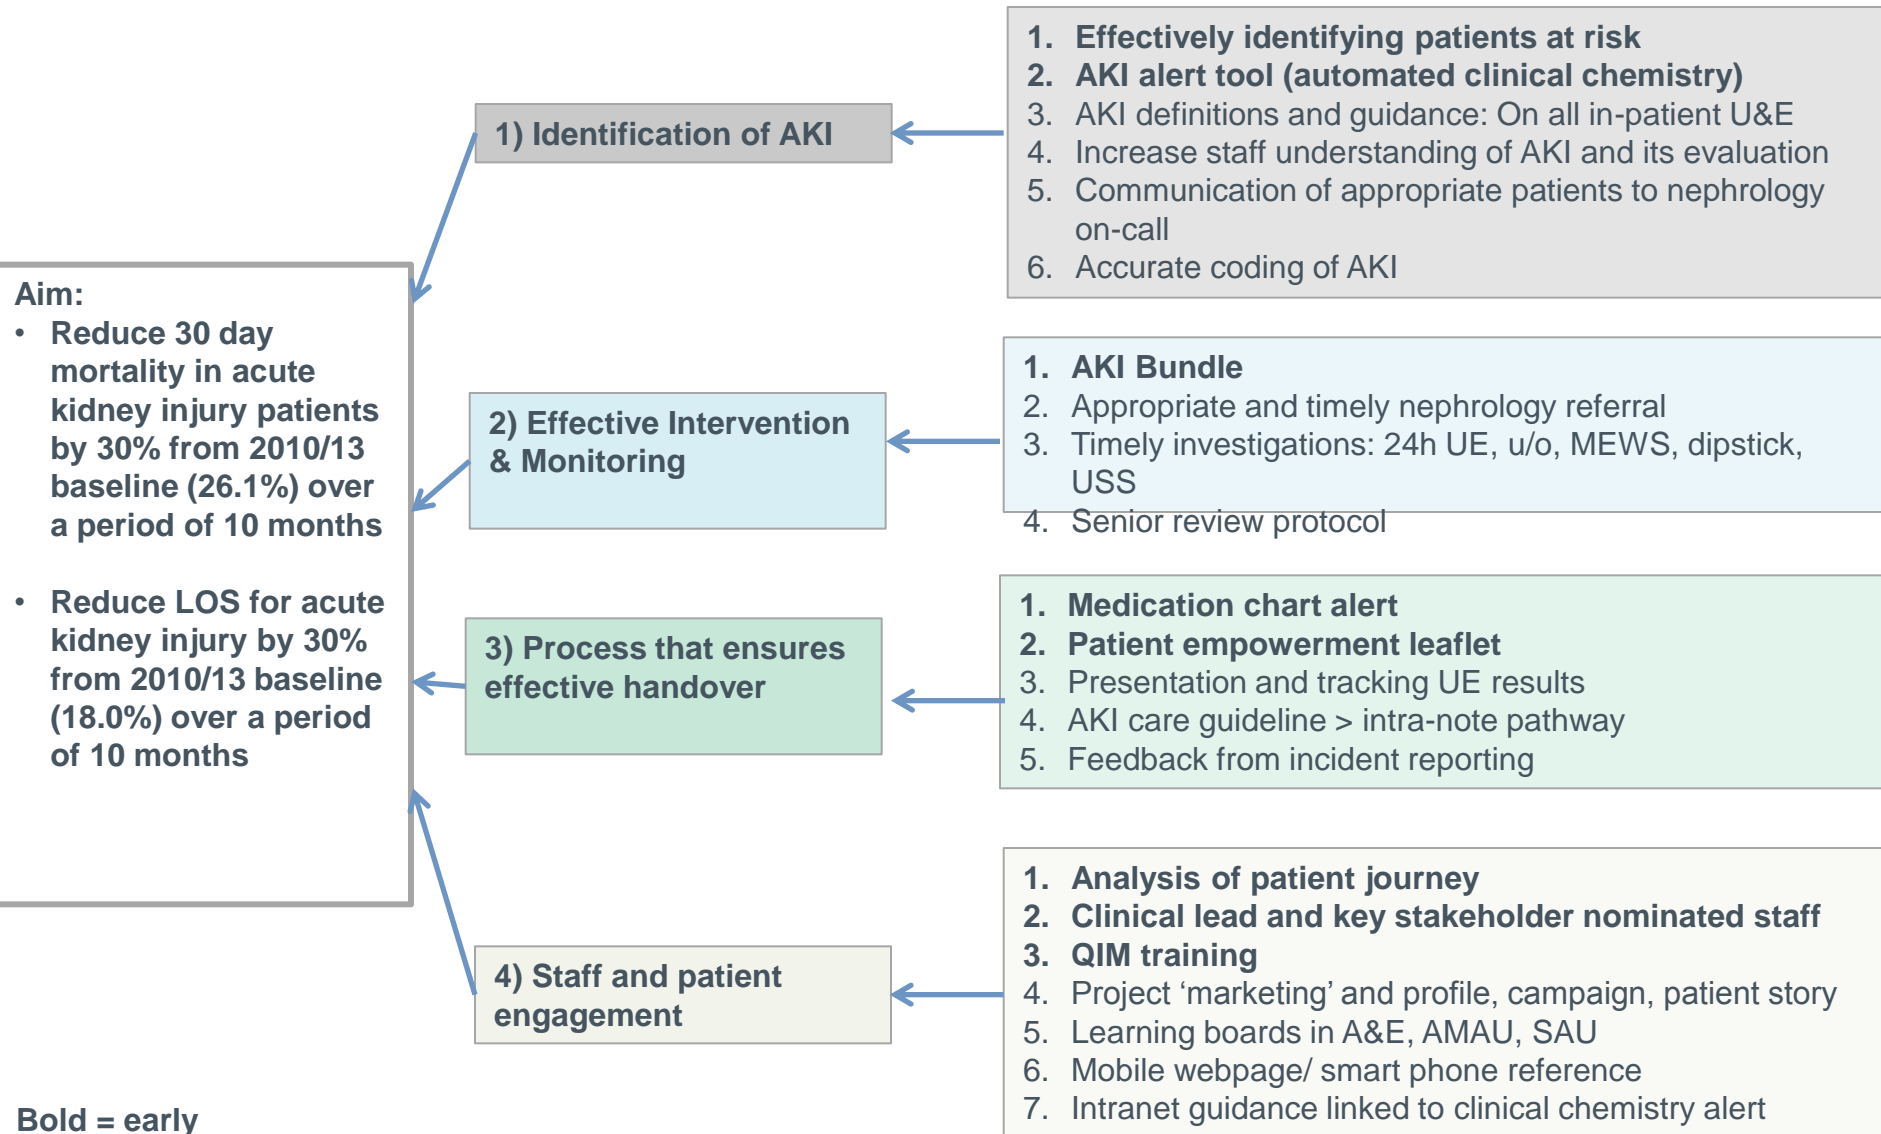 Aim:
• Reduce 30 day
mortality in acute
kidney injury patients
by 30% from 2010/13
baseline (26.1%) over
a period of 10 months
• Reduce LOS for acute
kidney injury by 30%
from 2010/13 baseline
(18.0%) over a period
of 10 months
1) Identification of AKI
1. Effectively identifying patients at risk
2. AKI alert tool (automated clinical chemistry)
3. AKI definitions and guidance: On all in-patient U&E
4. Increase staff understanding of AKI and its evaluation
5. Communication of appropriate patients to nephrology
on-call
6. Accurate coding of AKI
2) Effective Intervention
& Monitoring
1. AKI Bundle
2. Appropriate and timely nephrology referral
3. Timely investigations: 24h UE, u/o, MEWS, dipstick,
USS
4. Senior review protocol
3) Process that ensures
effective handover
1. Medication chart alert
2. Patient empowerment leaflet
3. Presentation and tracking UE results
4. AKI care guideline > intra-note pathway
5. Feedback from incident reporting
4) Staff and patient
engagement
1. Analysis of patient journey
2. Clinical lead and key stakeholder nominated staff
3. QIM training
4. Project ‘marketing’ and profile, campaign, patient story
5. Learning boards in A&E, AMAU, SAU
6. Mobile webpage/ smart phone reference
7. Intranet guidance linked to clinical chemistry alert
Bold = early